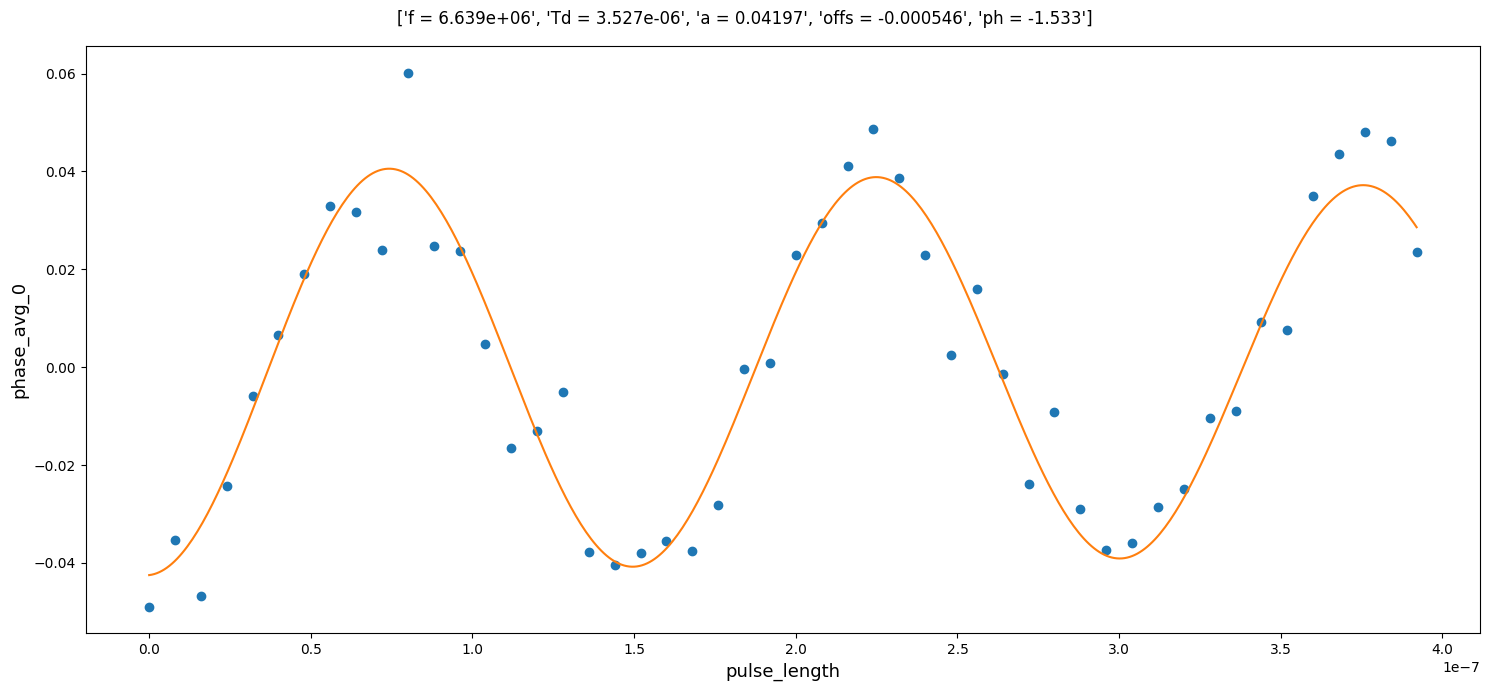 ['f = 6.639e+06', 'Td = 3.527e-06', 'a = 0.04197', 'offs = -0.000546', 'ph = -1.533']
phase_avg_0
0.06
0.04
0.02
0.00
−0.02
−0.04
0.0 0.5 1.0 1.5 2.0 2.5 3.0 3.5 4.0
1e−7
pulse_length